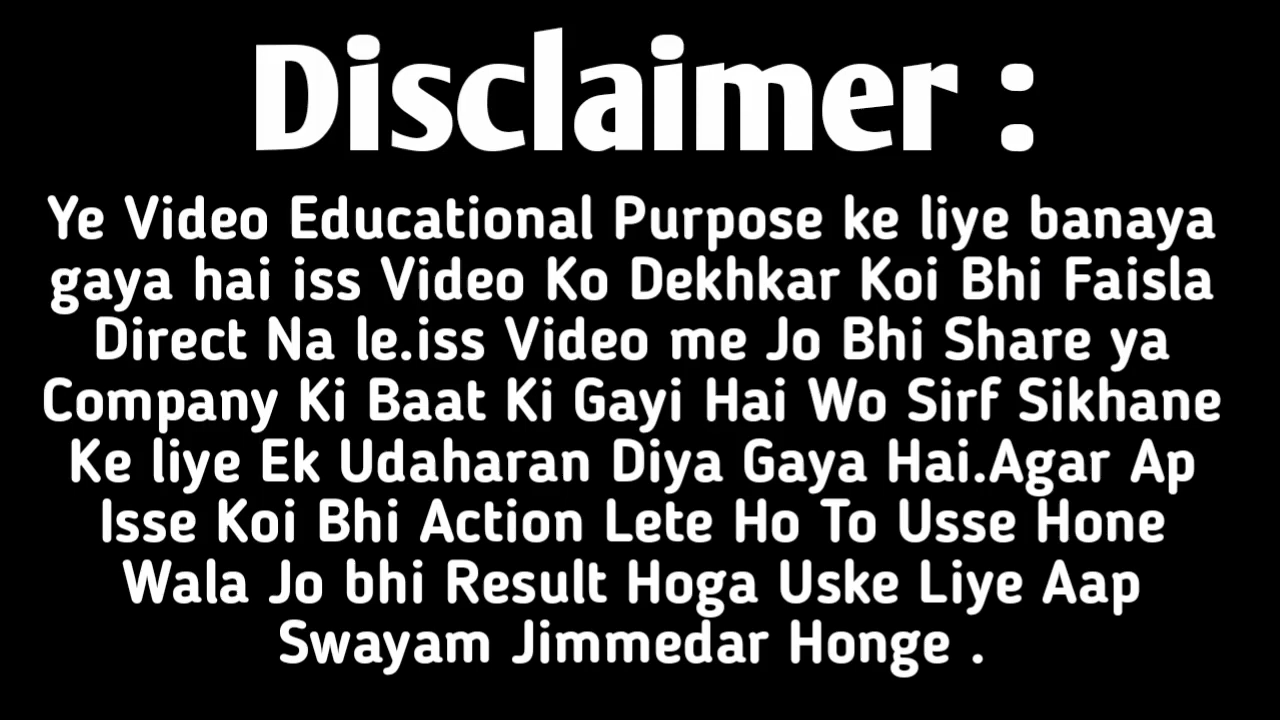 Disclaimer :
Ye Video Educational Purpose ke liye banaya
gaya hai iss Video Ko Dekhkar Koi Bhi Faisla
Direct Na le.iss Video me Jo Bhi Share ya
Company Ki Baat Ki Gayi Hai Wo Sirf Sikhane
Ke liye Ek Udaharan Diya Gaya Hai.Agar Ap
Isse Koi Bhi Action Lete Ho To Usse Hone
Wala Jo bhi Result Hoga Uske Liye Aap
Swayam Jimmedar Honge .